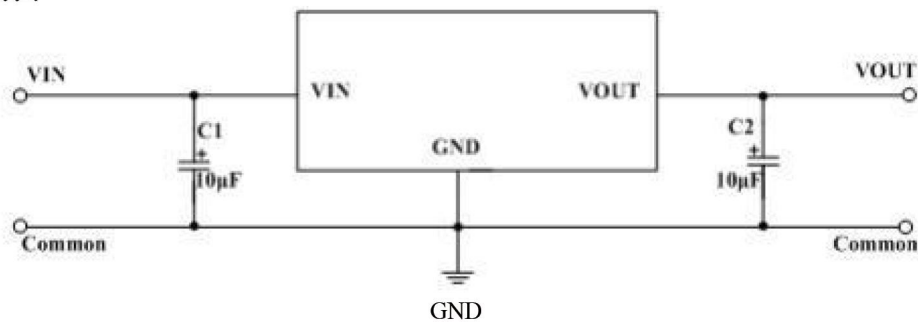 VIN
VOUT
VIN
VOUT
C1
+
10μF
GND
C2
+
10μF
Common
Common
GND